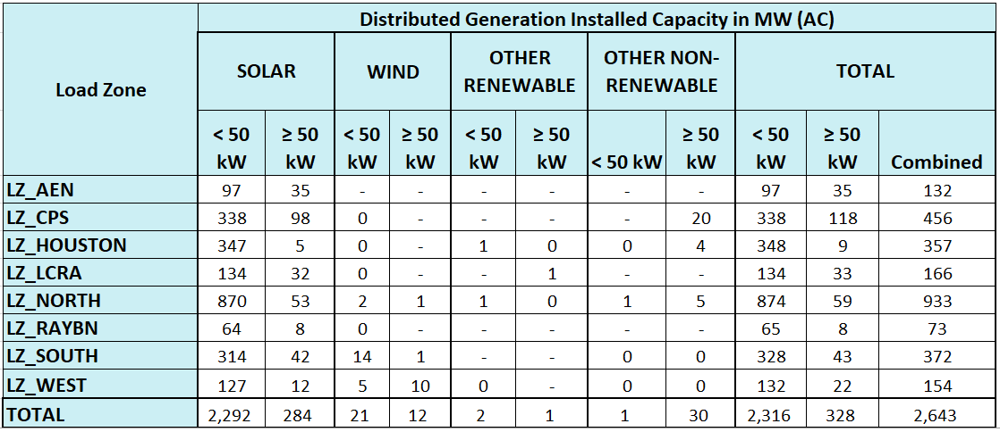 Distributed Generation Installed Capacity in MW (AC)
Load Zone
SOLAR
WIND
OTHER
RENEWABLE
OTHER NON-
RENEWABLE
TOTAL
< 50
kW
≥ 50
kW
< 50
kW
≥ 50
kW
< 50
kW
≥ 50
kW
< 50 kW
≥ 50
kW
< 50
kW
≥ 50
kW
Combined
LZ_AEN 97 35 - - - - - - 97 35 132
LZ_CPS 338 98 0 - - - - 20 338 118 456
LZ_HOUSTON 347 5 0 - 1 0 0 4 348 9 357
LZ_LCRA 134 32 0 - - 1 - - 134 33 166
LZ_NORTH 870 53 2 1 1 0 1 5 874 59 933
LZ_RAYBN 64 8 0 - - - - - 65 8 73
LZ_SOUTH 314 42 14 1 - - 0 0 328 43 372
LZ_WEST 127 12 5 10 0 - 0 0 132 22 154
TOTAL 2,292 284 21 12 2 1 1 30 2,316 328 2,643